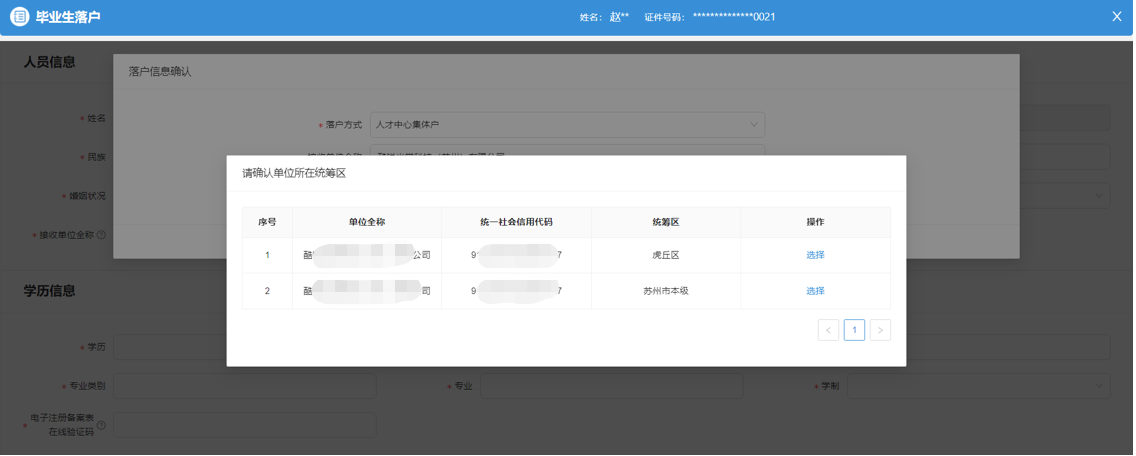 毕业生落户 姓名： 赵** 证件号码： **************0021
人员信息
落户信息确认
* 姓名
* 落户方式 人才中心集体户
* 民族
请确认单位所在统筹区
* 婚姻状况
序号 单位全称 统一社会信用代码 统筹区 操作
* 接收单位全称
1 酷 公司 91 7 虎丘区 选择
学历信息
2 酷 司 9 7 苏州市本级 选择
< 1 >
* 学历
* 专业类别 * 专业 * 学制
* 电子注册备案表
在线验证码